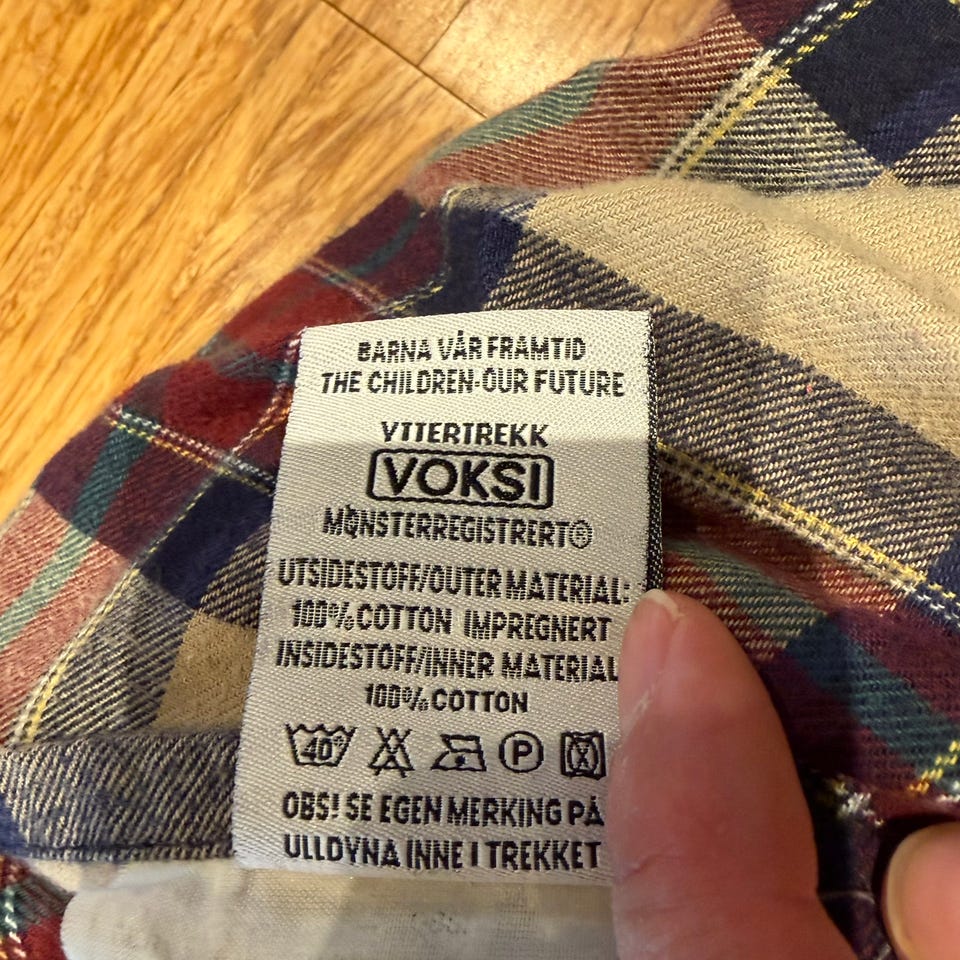 BARNA VÅR FRAMTID
THE CHILDREN-OUR FUTURE
YTTERTREKK
VOKSI
MØNSTERREGISTRERT®
UTSIDESTOFF/OUTER MATERIAL:
100% COTTON IMPREGNERT
INSIDESTOFF/INNER MATERIAL
100% COTTON
40° P
OBS! SE EGEN MERKING PÅ
ULLDYNA INNE I TREKKET